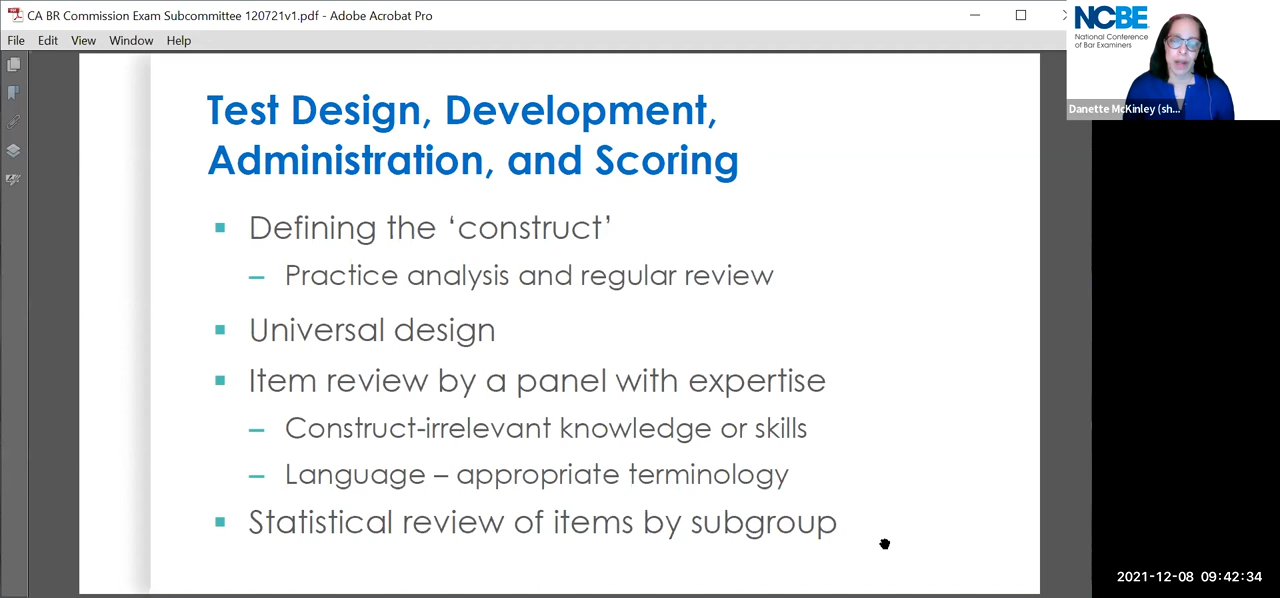 CA BR Commission Exam Subcommittee 120721v1.pdf - Adobe Acrobat Pro
File Edit View Window Help
NCBE
National Conference
of Bar Examiners
Danette McKinley (sh...
Test Design, Development,
Administration, and Scoring
Defining the ‘construct’
– Practice analysis and regular review
Universal design
Item review by a panel with expertise
– Construct-irrelevant knowledge or skills
– Language – appropriate terminology
Statistical review of items by subgroup
2021-12-08 09:42:34